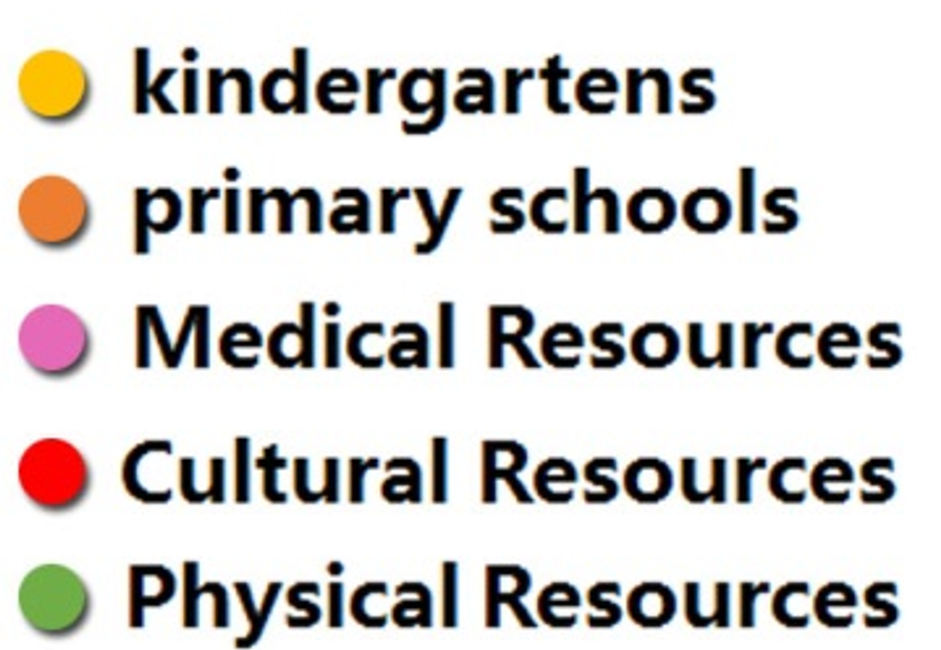 kindergartens
primary schools
Medical Resources
Cultural Resources
Physical Resources